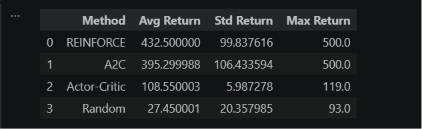 ...
Method Avg Return Std Return Max Return
0 REINFORCE 432.500000 99.837616 500.0
1 A2C 395.299988 106.433594 500.0
2 Actor-Critic 108.550003 5.987278 119.0
3 Random 27.450001 20.357985 93.0